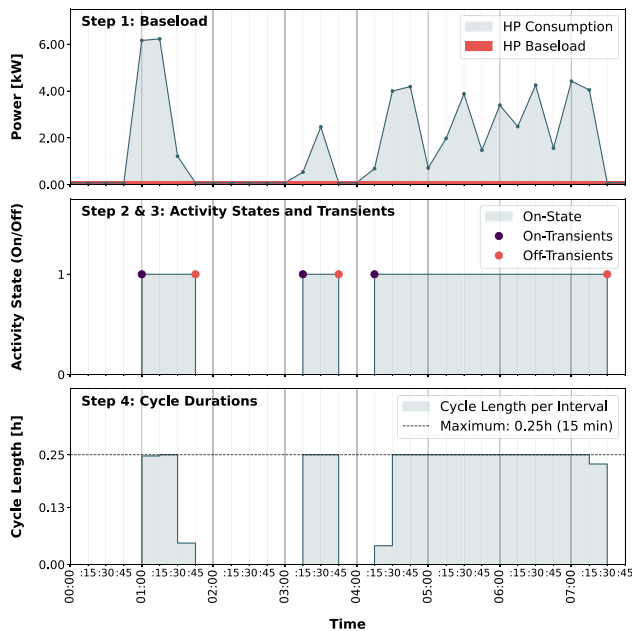 Step 1: Baseload
HP Consumption
HP Baseload
Power [kW]
6.00
4.00
2.00
0.00
Step 2 & 3: Activity States and Transients
On-State
On-Transients
Off-Transients
Activity State (On/Off)
1
0
Step 4: Cycle Durations
Cycle Length per Interval
Maximum: 0.25h (15 min)
Cycle Length [h]
0.25
0.13
0.00
00:00 :15 :30 :45 01:00 :15 :30 :45 02:00 :15 :30 :45 03:00 :15 :30 :45 04:00 :15 :30 :45 05:00 :15 :30 :45 06:00 :15 :30 :45 07:00 :15 :30 :45
Time